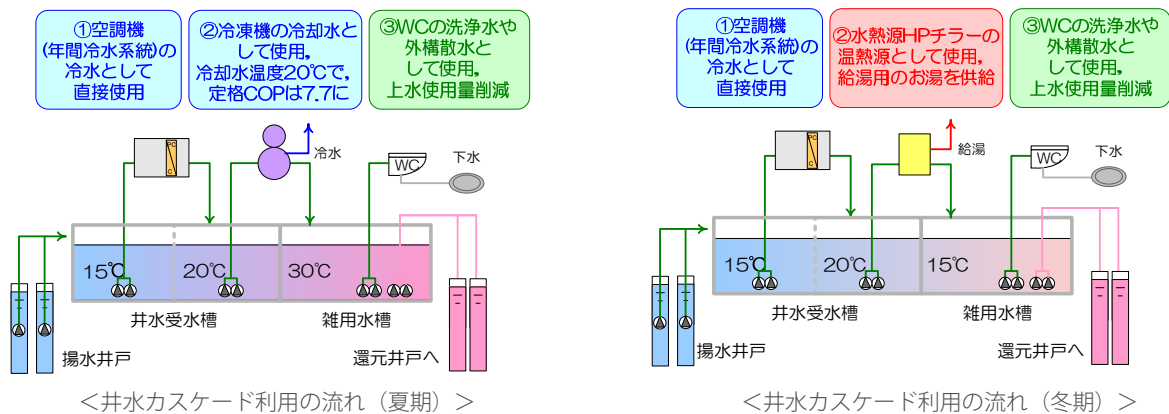 ①空調機
(年間冷水系統)の
冷水として
直接使用
②冷凍機の冷却水と
して使用,
冷却水温度20℃で,
定格COPは7.7に
③WCの洗浄水や
外構散水と
して使用,
上水使用量削減
PC
C
冷水
WC
下水
15℃
20℃
30℃
井水受水槽
雑用水槽
揚水井戸
還元井戸へ
＜井水カスケード利用の流れ（夏期）＞
①空調機
(年間冷水系統)の
冷水として
直接使用
②水熱源HPチラーの
温熱源として使用,
給湯用のお湯を供給
③WCの洗浄水や
外構散水と
して使用,
上水使用量削減
PC
C
給湯
WC
下水
15℃
20℃
15℃
井水受水槽
雑用水槽
揚水井戸
還元井戸へ
＜井水カスケード利用の流れ（冬期）＞